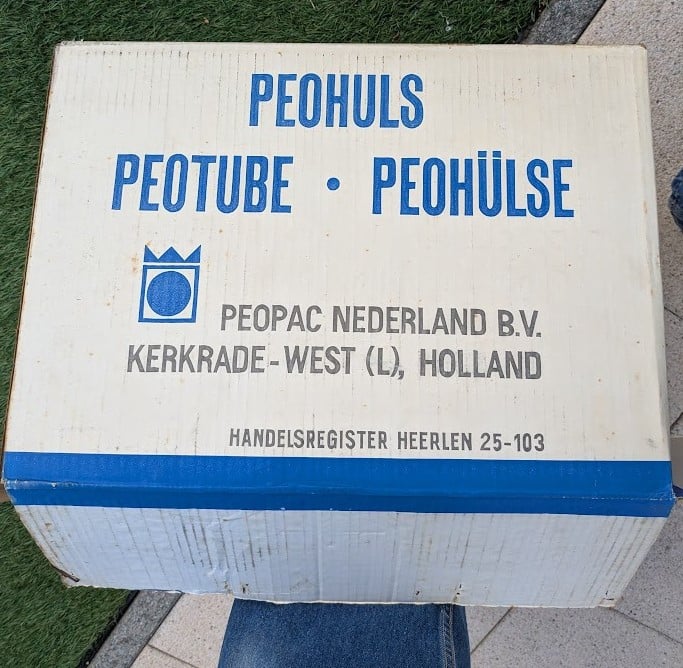 PEOHULS
PEOTUBE • PEOHÜLSE
PEOPAC NEDERLAND B.V.
KERKRADE-WEST (L), HOLLAND
HANDELSREGISTER HEERLEN 25-103